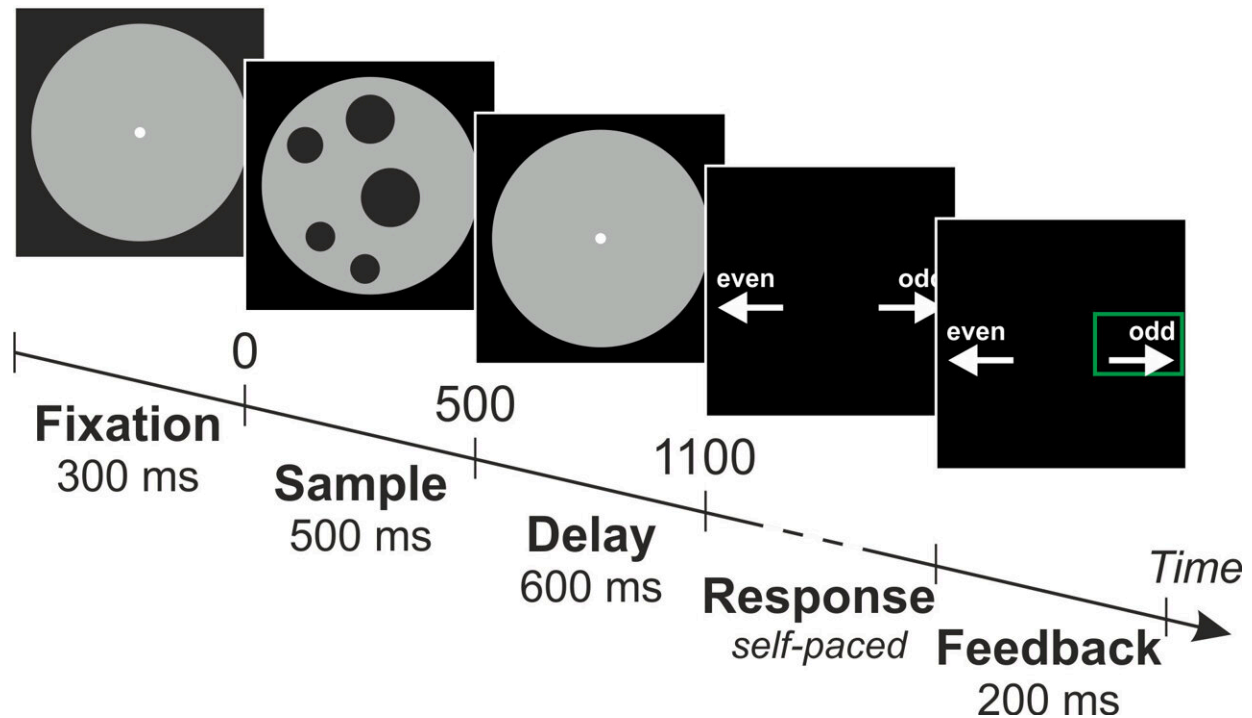 even
odd
even
odd
0
500
1100
Fixation
300 ms
Sample
500 ms
Delay
600 ms
Response
self-paced
Feedback
200 ms
Time